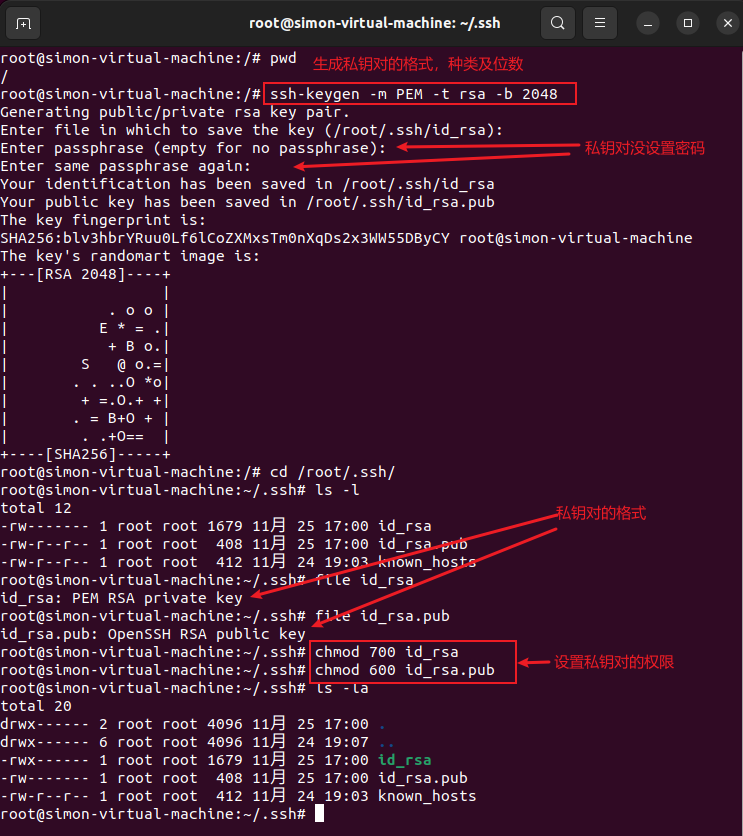 root@simon-virtual-machine: ~/.ssh
root@simon-virtual-machine:/# pwd
生成私钥对的格式，种类及位数
/
root@simon-virtual-machine:/# ssh-keygen -m PEM -t rsa -b 2048
Generating public/private rsa key pair.
Enter file in which to save the key (/root/.ssh/id_rsa):
Enter passphrase (empty for no passphrase):
私钥对没设置密码
Enter same passphrase again:
Your identification has been saved in /root/.ssh/id_rsa
Your public key has been saved in /root/.ssh/id_rsa.pub
The key fingerprint is:
SHA256:blv3hbrYRuu0Lf6lCoZXMxsTm0nXqDs2x3WW55DByCY root@simon-virtual-machine
The key's randomart image is:
+---[RSA 2048]----+
|                 |
|           . o o |
|          E * = .|
|           + B o.|
|        S   @ o.=|
|       . . ..O *o|
|        + =.O.+ +|
|       . = B+O + |
|        . .+O==  |
+----[SHA256]-----+
root@simon-virtual-machine:/# cd /root/.ssh/
root@simon-virtual-machine:~/.ssh# ls -l
total 12
-rw------- 1 root root 1679 11月 25 17:00 id_rsa
私钥对的格式
-rw-r--r-- 1 root root  408 11月 25 17:00 id_rsa.pub
-rw-r--r-- 1 root root  412 11月 24 19:03 known_hosts
root@simon-virtual-machine:~/.ssh# file id_rsa
id_rsa: PEM RSA private key
root@simon-virtual-machine:~/.ssh# file id_rsa.pub
id_rsa.pub: OpenSSH RSA public key
root@simon-virtual-machine:~/.ssh# chmod 700 id_rsa
设置私钥对的权限
root@simon-virtual-machine:~/.ssh# chmod 600 id_rsa.pub
root@simon-virtual-machine:~/.ssh# ls -la
total 20
drwx------ 2 root root 4096 11月 25 17:00 .
drwx------ 6 root root 4096 11月 24 19:07 ..
-rwx------ 1 root root 1679 11月 25 17:00 id_rsa
-rw------- 1 root root  408 11月 25 17:00 id_rsa.pub
-rw-r--r-- 1 root root  412 11月 24 19:03 known_hosts
root@simon-virtual-machine:~/.ssh#